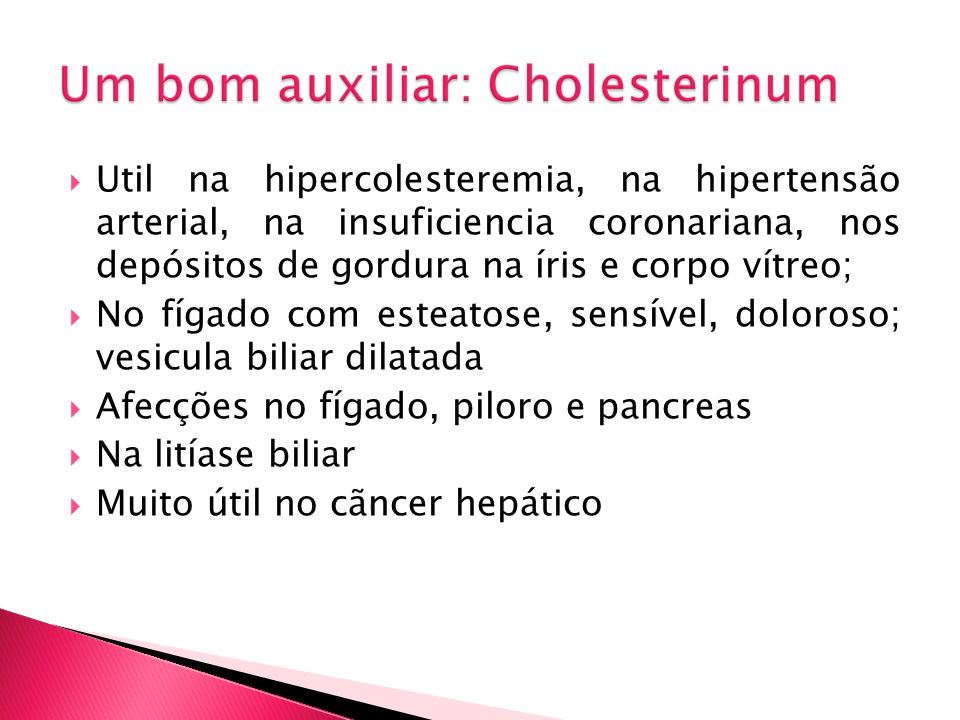 Um bom auxiliar: Cholesterinum
Util na hipercolesteremia, na hipertensão
arterial, na insuficiencia coronariana, nos
depósitos de gordura na íris e corpo vítreo;
No fígado com esteatose, sensível, doloroso;
vesicula biliar dilatada
Afecções no fígado, piloro e pancreas
Na litíase biliar
Muito útil no cãncer hepático